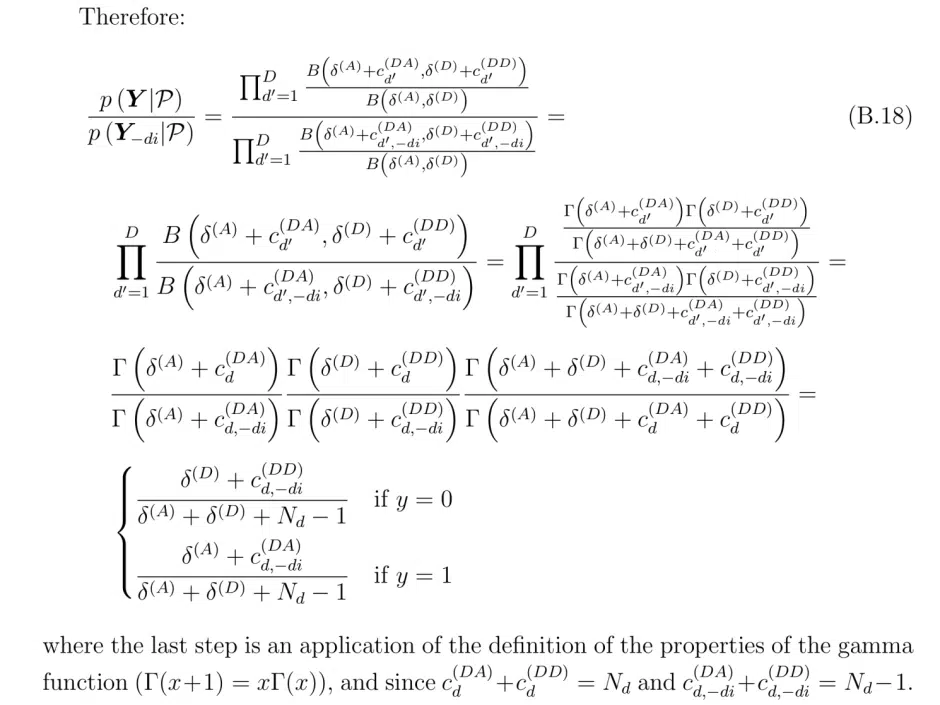 Therefore:
\frac{p(\boldsymbol{Y}|\mathcal{P})}{p(\boldsymbol{Y}_{-di}|\mathcal{P})} = \frac{\prod_{d'=1}^{D} \frac{B\left(\delta^{(A)}+c_{d'}^{(DA)},\delta^{(D)}+c_{d'}^{(DD)}\right)}{B\left(\delta^{(A)},\delta^{(D)}\right)}}{\prod_{d'=1}^{D} \frac{B\left(\delta^{(A)}+c_{d',-di}^{(DA)},\delta^{(D)}+c_{d',-di}^{(DD)}\right)}{B\left(\delta^{(A)},\delta^{(D)}\right)}} = (B.18)
\prod_{d'=1}^{D} \frac{B\left(\delta^{(A)}+c_{d'}^{(DA)},\delta^{(D)}+c_{d'}^{(DD)}\right)}{B\left(\delta^{(A)}+c_{d',-di}^{(DA)},\delta^{(D)}+c_{d',-di}^{(DD)}\right)} = \prod_{d'=1}^{D} \frac{\frac{\Gamma\left(\delta^{(A)}+c_{d'}^{(DA)}\right)\Gamma\left(\delta^{(D)}+c_{d'}^{(DD)}\right)}{\Gamma\left(\delta^{(A)}+\delta^{(D)}+c_{d'}^{(DA)}+c_{d'}^{(DD)}\right)}}{\frac{\Gamma\left(\delta^{(A)}+c_{d',-di}^{(DA)}\right)\Gamma\left(\delta^{(D)}+c_{d',-di}^{(DD)}\right)}{\Gamma\left(\delta^{(A)}+\delta^{(D)}+c_{d',-di}^{(DA)}+c_{d',-di}^{(DD)}\right)}} =
\frac{\Gamma\left(\delta^{(A)}+c_{d}^{(DA)}\right)}{\Gamma\left(\delta^{(A)}+c_{d,-di}^{(DA)}\right)} \frac{\Gamma\left(\delta^{(D)}+c_{d}^{(DD)}\right)}{\Gamma\left(\delta^{(D)}+c_{d,-di}^{(DD)}\right)} \frac{\Gamma\left(\delta^{(A)}+\delta^{(D)}+c_{d,-di}^{(DA)}+c_{d,-di}^{(DD)}\right)}{\Gamma\left(\delta^{(A)}+\delta^{(D)}+c_{d}^{(DA)}+c_{d}^{(DD)}\right)} =
\begin{cases} \frac{\delta^{(D)}+c_{d,-di}^{(DD)}}{\delta^{(A)}+\delta^{(D)}+N_d-1} & \text{if } y=0 \\
\frac{\delta^{(A)}+c_{d,-di}^{(DA)}}{\delta^{(A)}+\delta^{(D)}+N_d-1} & \text{if } y=1 \end{cases}
where the last step is an application of the definition of the properties of the gamma
function (Γ(x+1) = xΓ(x)), and since c_{d}^{(DA)}+c_{d}^{(DD)} = N_d and c_{d,-di}^{(DA)}+c_{d,-di}^{(DD)} = N_d−1.